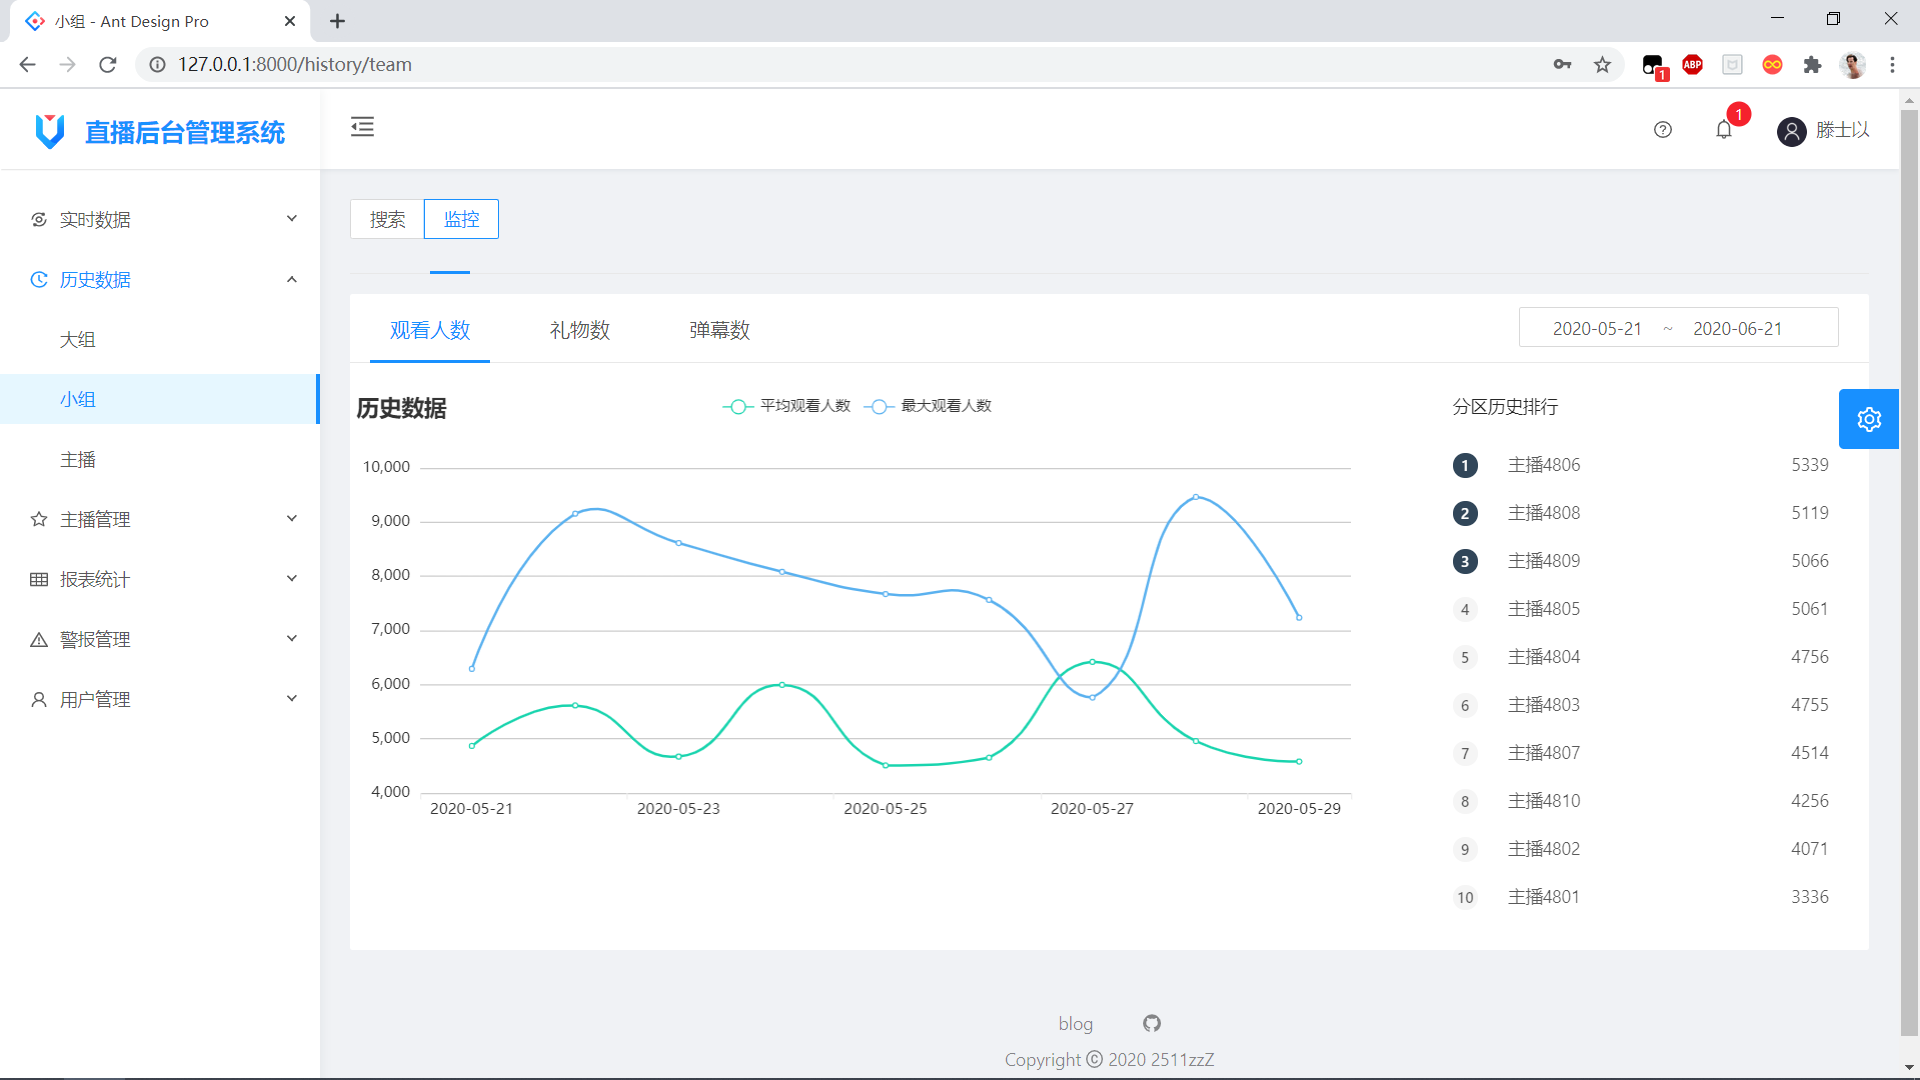 小组 - Ant Design Pro
127.0.0.1:8000/history/team
1
ABP
直播后台管理系统
1
滕士以
实时数据
历史数据
大组
小组
主播
主播管理
报表统计
警报管理
用户管理
搜索
监控
观看人数
礼物数
弹幕数
2020-05-21 ~ 2020-06-21
历史数据
平均观看人数
最大观看人数
10,000
9,000
8,000
7,000
6,000
5,000
4,000
2020-05-21
2020-05-23
2020-05-25
2020-05-27
2020-05-29
分区历史排行
1 主播4806 5339
2 主播4808 5119
3 主播4809 5066
4 主播4805 5061
5 主播4804 4756
6 主播4803 4755
7 主播4807 4514
8 主播4810 4256
9 主播4802 4071
10 主播4801 3336
blog
Copyright © 2020 2511zzZ